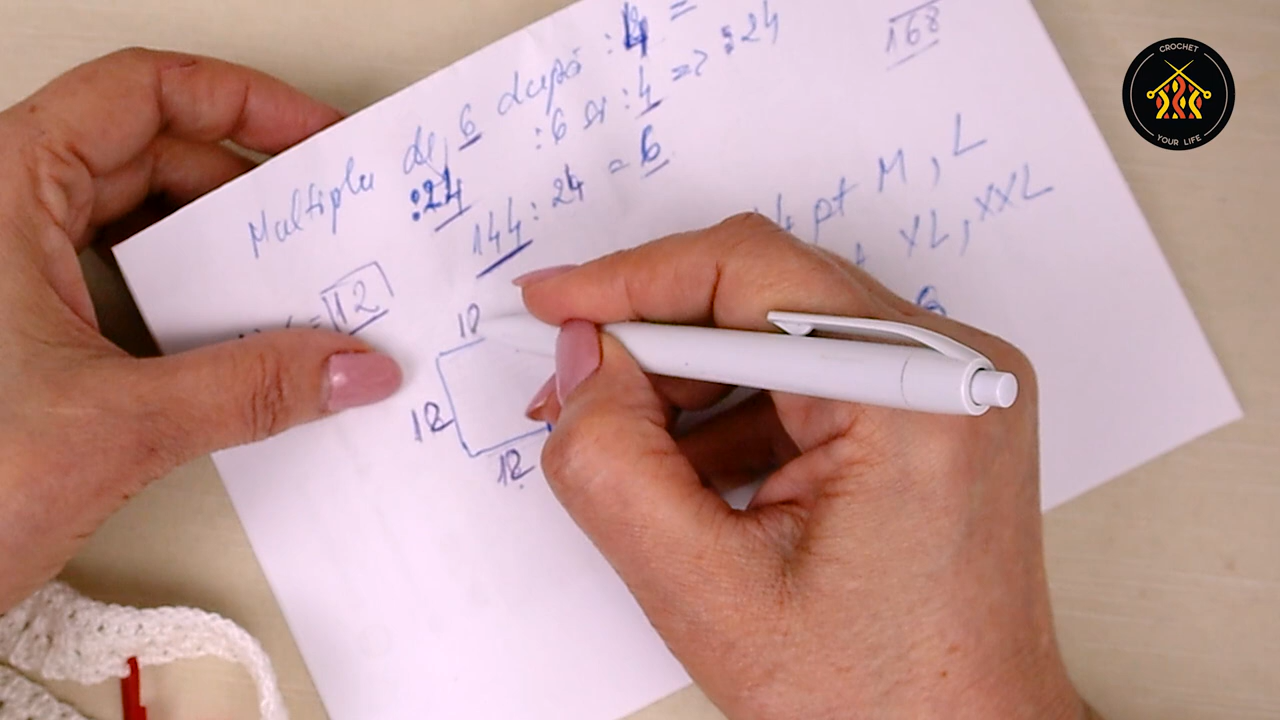 Multiplu de 6 după : 4 =
:24 :6 și :4 => :24
144 : 24 = 6
168
pt M, L
XL, XXL
= 12
12
12
CROCHET
YOUR LIFE